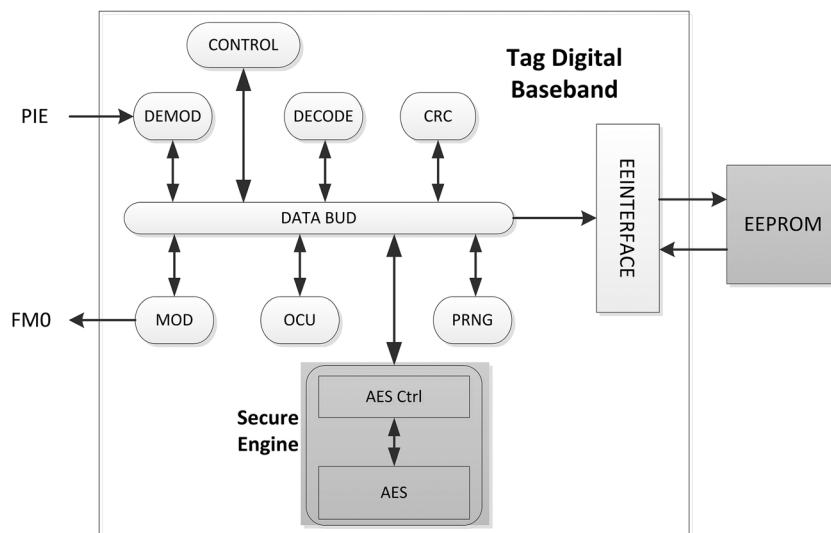 CONTROL
Tag Digital
Baseband
PIE
DEMOD
DECODE
CRC
EEINTERFACE
EEPROM
DATA BUD
FM0
MOD
OCU
PRNG
Secure
Engine
AES Ctrl
AES